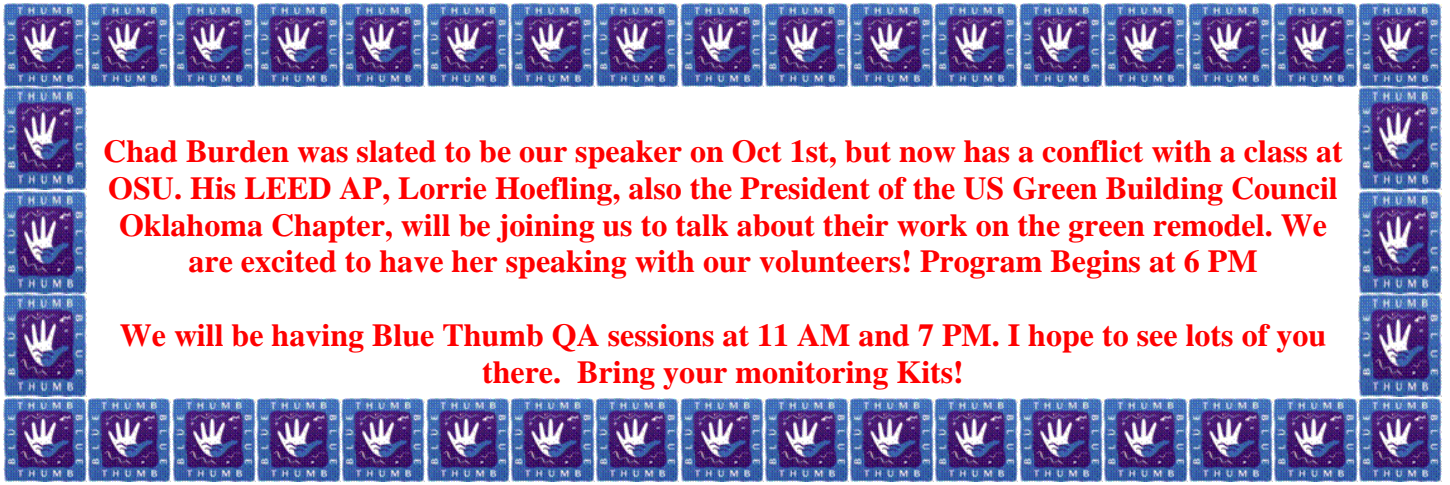 Chad Burden was slated to be our speaker on Oct 1st, but now has a conflict with a class at
OSU. His LEED AP, Lorrie Hoefling, also the President of the US Green Building Council
Oklahoma Chapter, will be joining us to talk about their work on the green remodel. We
are excited to have her speaking with our volunteers! Program Begins at 6 PM
We will be having Blue Thumb QA sessions at 11 AM and 7 PM. I hope to see lots of you
there.  Bring your monitoring Kits!
BLUE THUMB